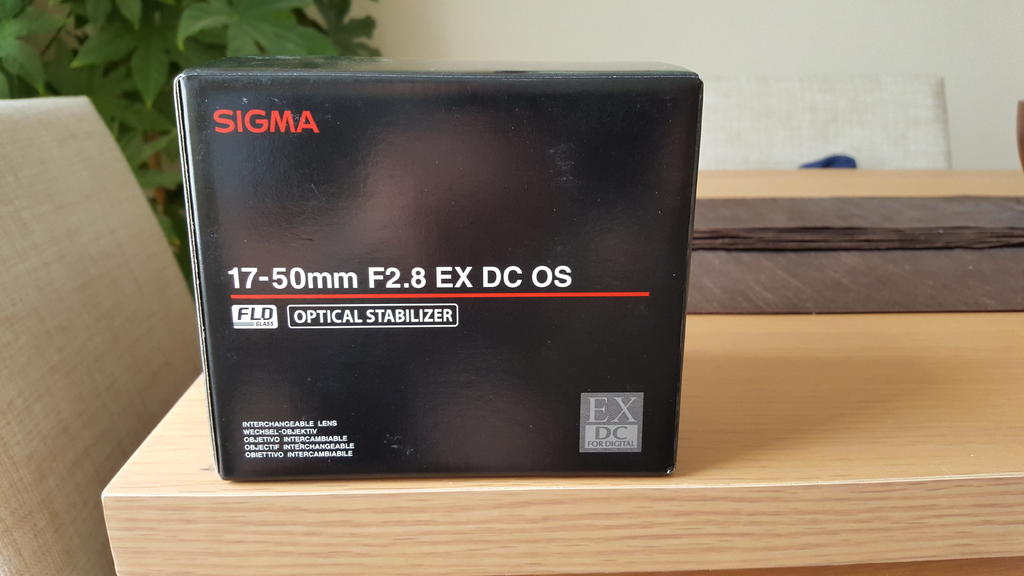 SIGMA
17-50mm F2.8 EX DC OS
FLD
GLASS
OPTICAL STABILIZER
INTERCHANGEABLE LENS
WECHSEL-OBJEKTIV
OBJETIVO INTERCAMBIABLE
OBJECTIF INTERCHANGEABLE
OBIETTIVO INTERCAMBIABILE
EX
DC
FOR DIGITAL